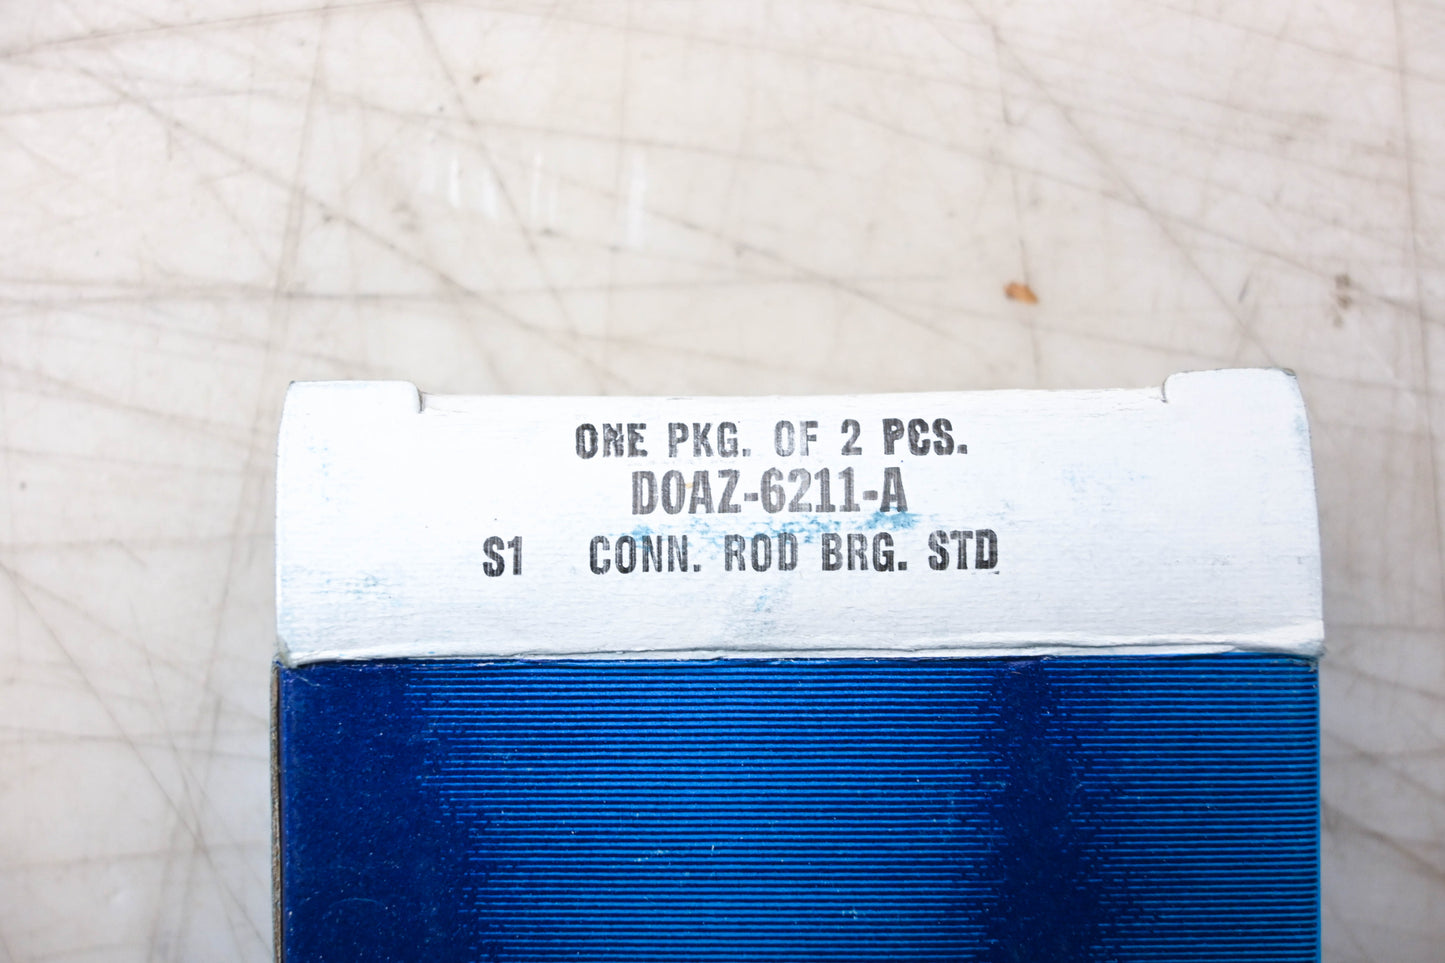 ONE PKG. OF 2 PCS.
DOAZ-6211-A
S1 CONN. ROD BRG. STD